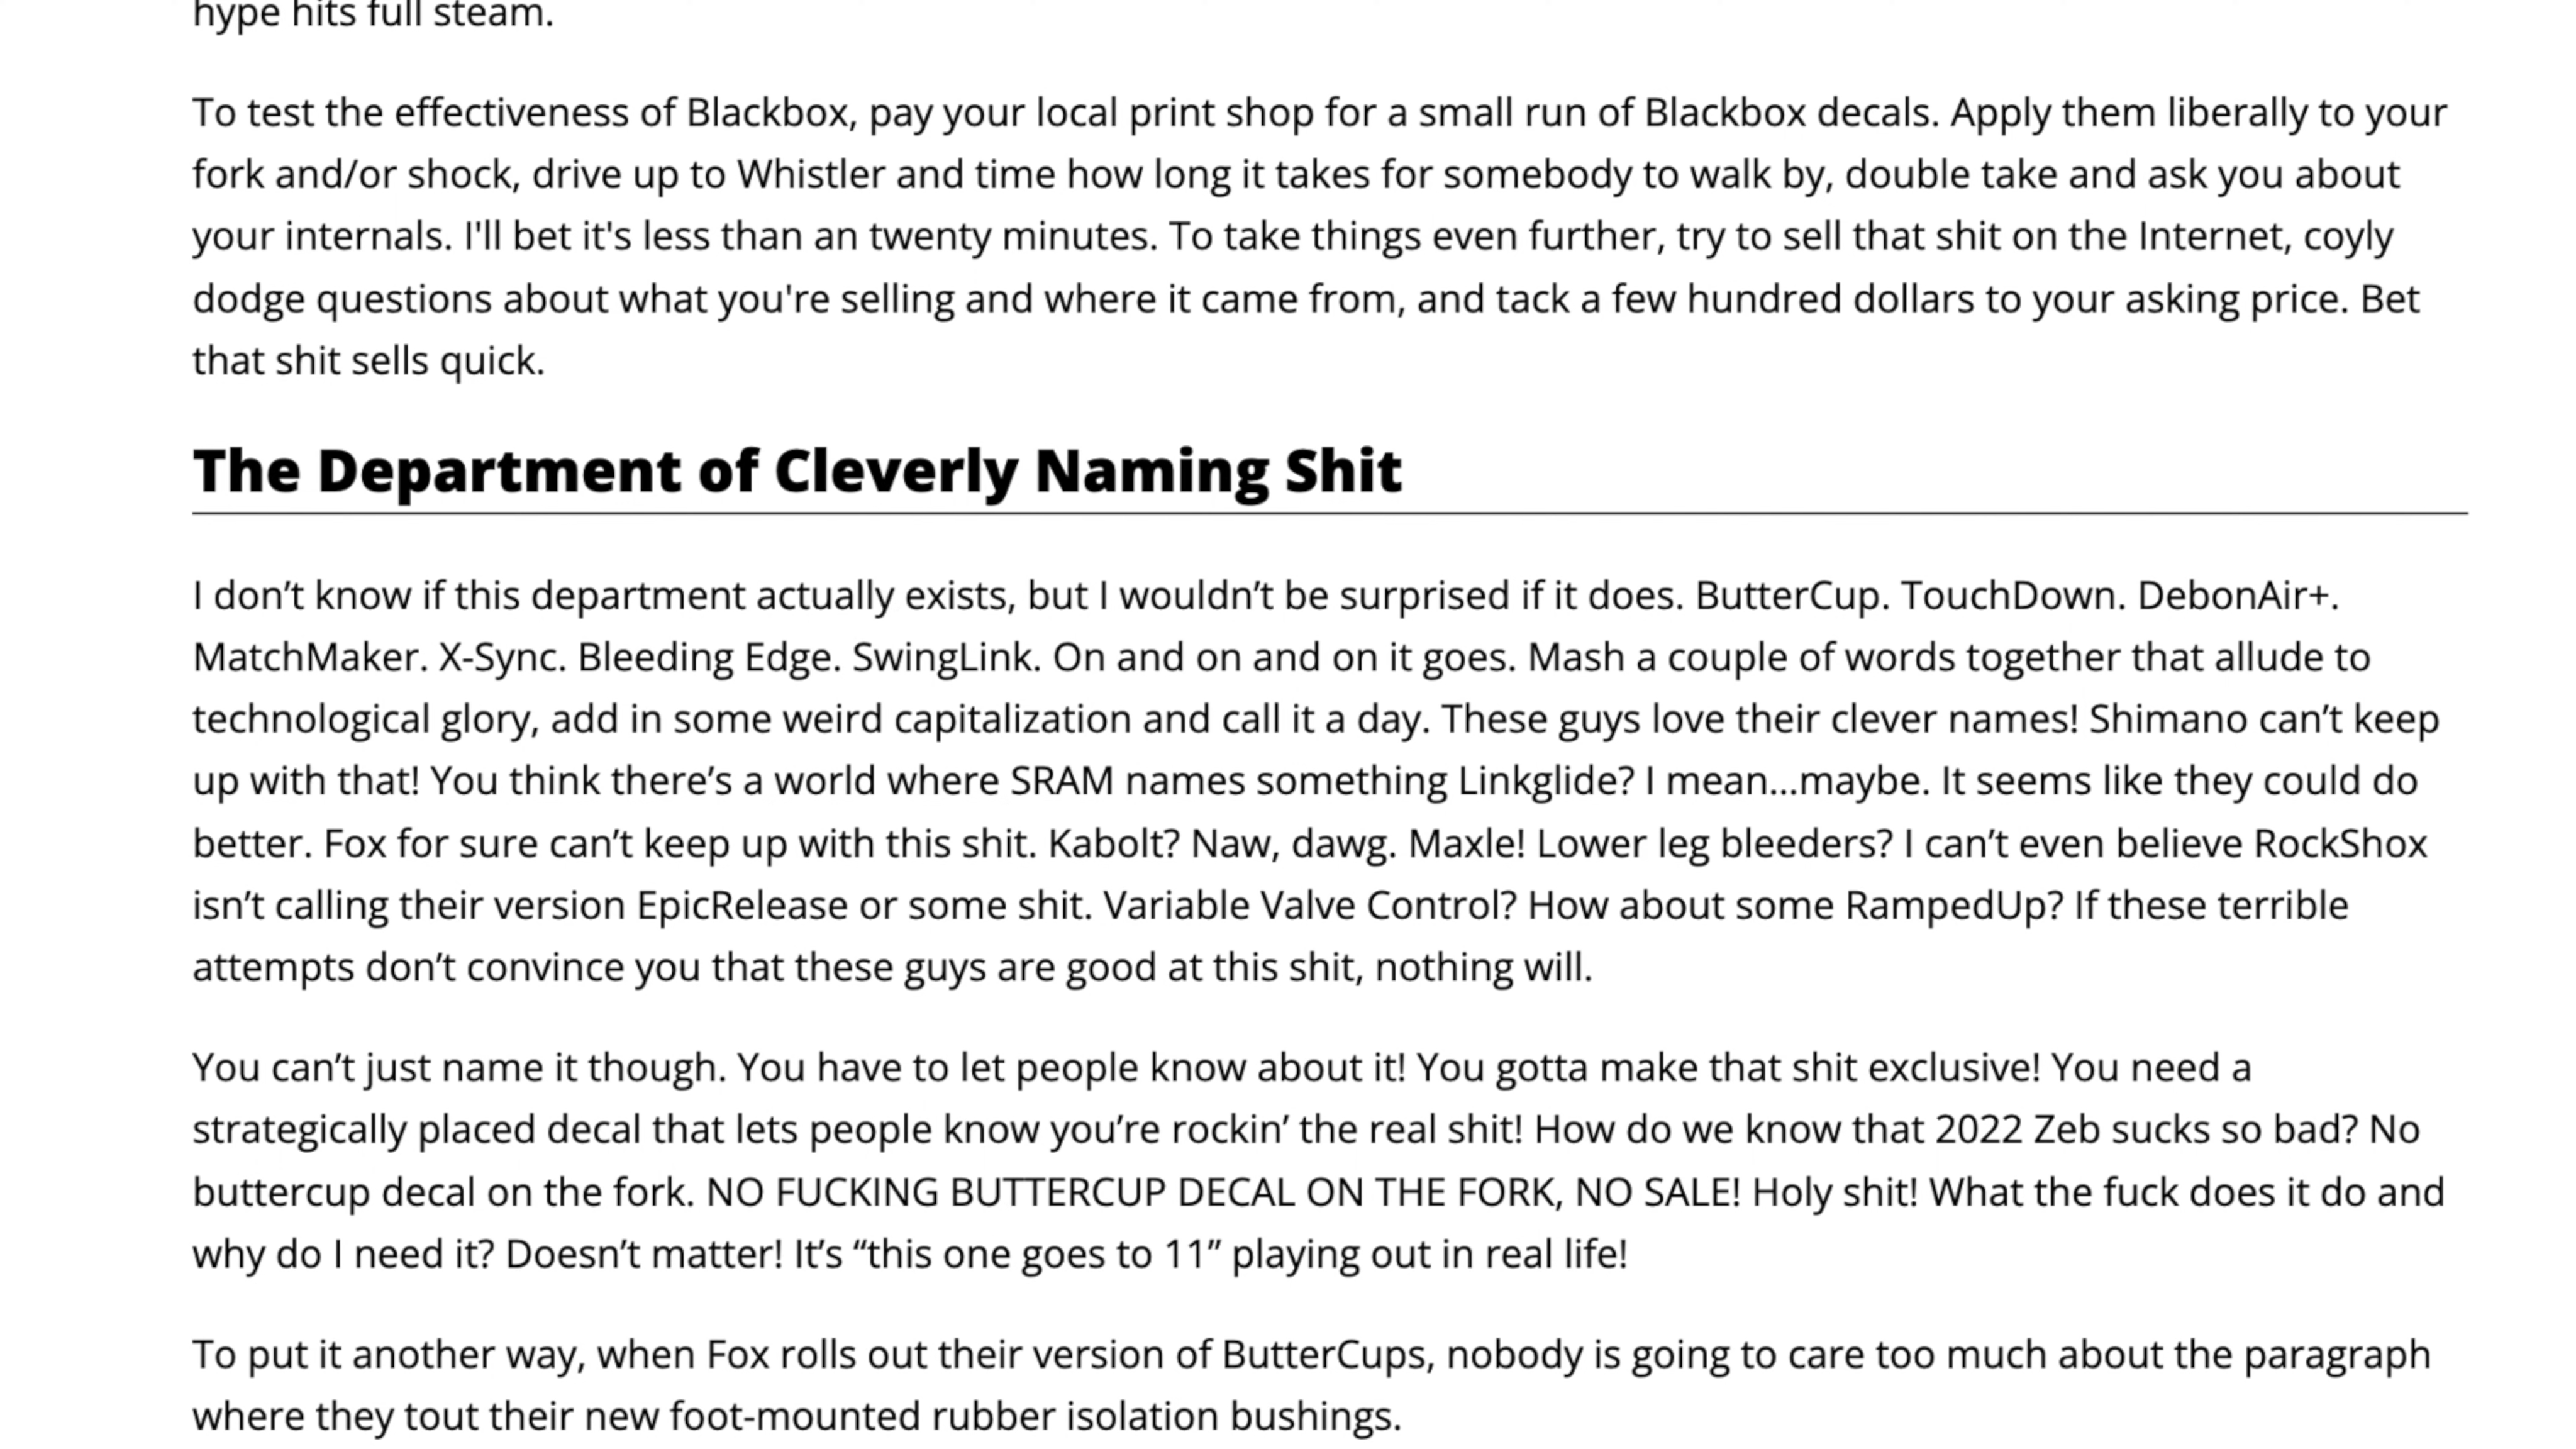 hype hits full steam.
To test the effectiveness of Blackbox, pay your local print shop for a small run of Blackbox decals. Apply them liberally to your
fork and/or shock, drive up to Whistler and time how long it takes for somebody to walk by, double take and ask you about
your internals. I'll bet it's less than an twenty minutes. To take things even further, try to sell that shit on the Internet, coyly
dodge questions about what you're selling and where it came from, and tack a few hundred dollars to your asking price. Bet
that shit sells quick.
The Department of Cleverly Naming Shit
I don’t know if this department actually exists, but I wouldn’t be surprised if it does. ButterCup. TouchDown. DebonAir+.
MatchMaker. X-Sync. Bleeding Edge. SwingLink. On and on and on it goes. Mash a couple of words together that allude to
technological glory, add in some weird capitalization and call it a day. These guys love their clever names! Shimano can’t keep
up with that! You think there’s a world where SRAM names something Linkglide? I mean…maybe. It seems like they could do
better. Fox for sure can’t keep up with this shit. Kabolt? Naw, dawg. Maxle! Lower leg bleeders? I can’t even believe RockShox
isn’t calling their version EpicRelease or some shit. Variable Valve Control? How about some RampedUp? If these terrible
attempts don’t convince you that these guys are good at this shit, nothing will.
You can’t just name it though. You have to let people know about it! You gotta make that shit exclusive! You need a
strategically placed decal that lets people know you’re rockin’ the real shit! How do we know that 2022 Zeb sucks so bad? No
buttercup decal on the fork. NO FUCKING BUTTERCUP DECAL ON THE FORK, NO SALE! Holy shit! What the fuck does it do and
why do I need it? Doesn’t matter! It’s “this one goes to 11” playing out in real life!
To put it another way, when Fox rolls out their version of ButterCups, nobody is going to care too much about the paragraph
where they tout their new foot-mounted rubber isolation bushings.